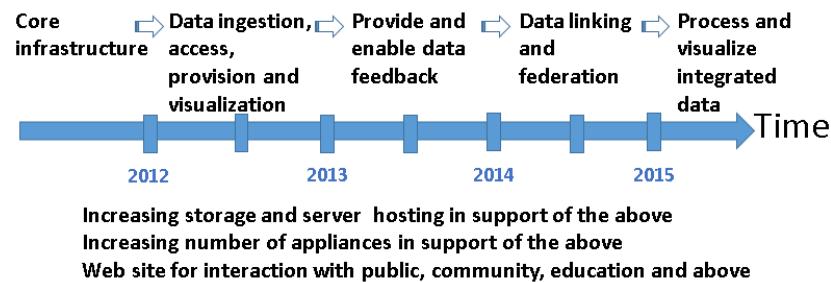 Core
infrastructure
Data ingestion,
access,
provision and
visualization
Provide and
enable data
feedback
Data linking
and
federation
Process and
visualize
integrated
data
Time
2012
2013
2014
2015
Increasing storage and server hosting in support of the above
Increasing number of appliances in support of the above
Web site for interaction with public, community, education and above